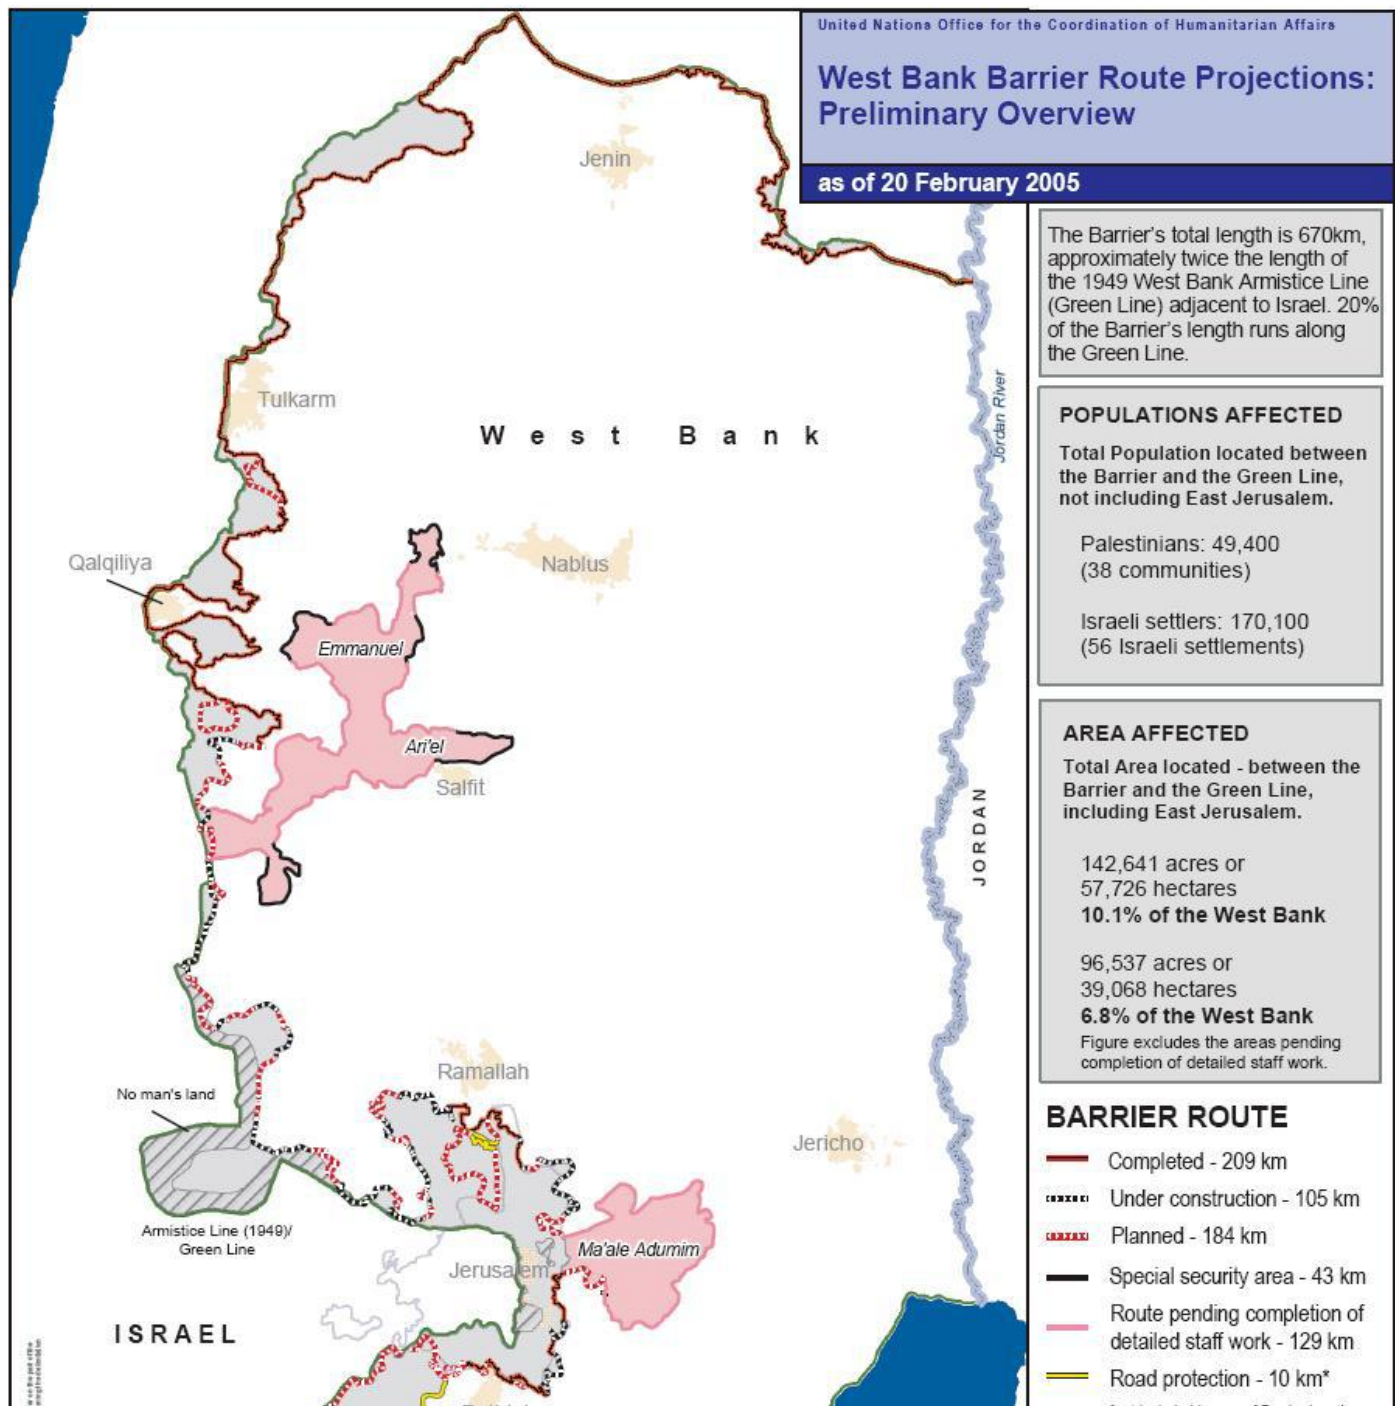 United Nations Office for the Coordination of Humanitarian Affairs
West Bank Barrier Route Projections:
Preliminary Overview
as of 20 February 2005
The Barrier's total length is 670km,
approximately twice the length of
the 1949 West Bank Armistice Line
(Green Line) adjacent to Israel. 20%
of the Barrier's length runs along
the Green Line.
POPULATIONS AFFECTED
Total Population located between
the Barrier and the Green Line,
not including East Jerusalem.
Palestinians: 49,400
(38 communities)
Israeli settlers: 170,100
(56 Israeli settlements)
AREA AFFECTED
Total Area located - between the
Barrier and the Green Line,
including East Jerusalem.
142,641 acres or
57,726 hectares
10.1% of the West Bank
96,537 acres or
39,068 hectares
6.8% of the West Bank
Figure excludes the areas pending
completion of detailed staff work.
BARRIER ROUTE
Completed - 209 km
Under construction - 105 km
Planned - 184 km
Special security area - 43 km
Route pending completion of
detailed staff work - 129 km
Road protection - 10 km*
Jenin
Tulkarm
West Bank
Jordan River
Qalqiliya
Nablus
Emmanuel
Ari'el
Salfit
JORDAN
Ramallah
No man's land
Jericho
Armistice Line (1949)/
Green Line
Ma'ale Adumim
Jerusalem
ISRAEL